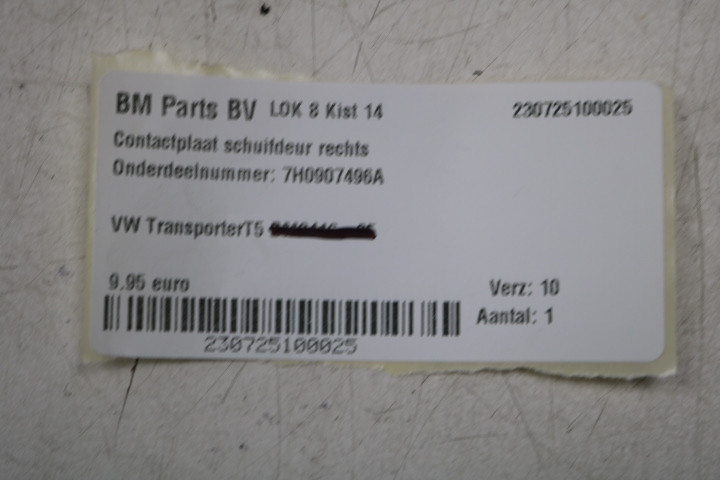 BM Parts BV LOK 8 Kist 14 230725100025
Contactplaat schuifdeur rechts
Onderdeelnummer: 7H0907496A
VW TransporterT5
9.95 euro
Verz: 10
Aantal: 1
230725100025